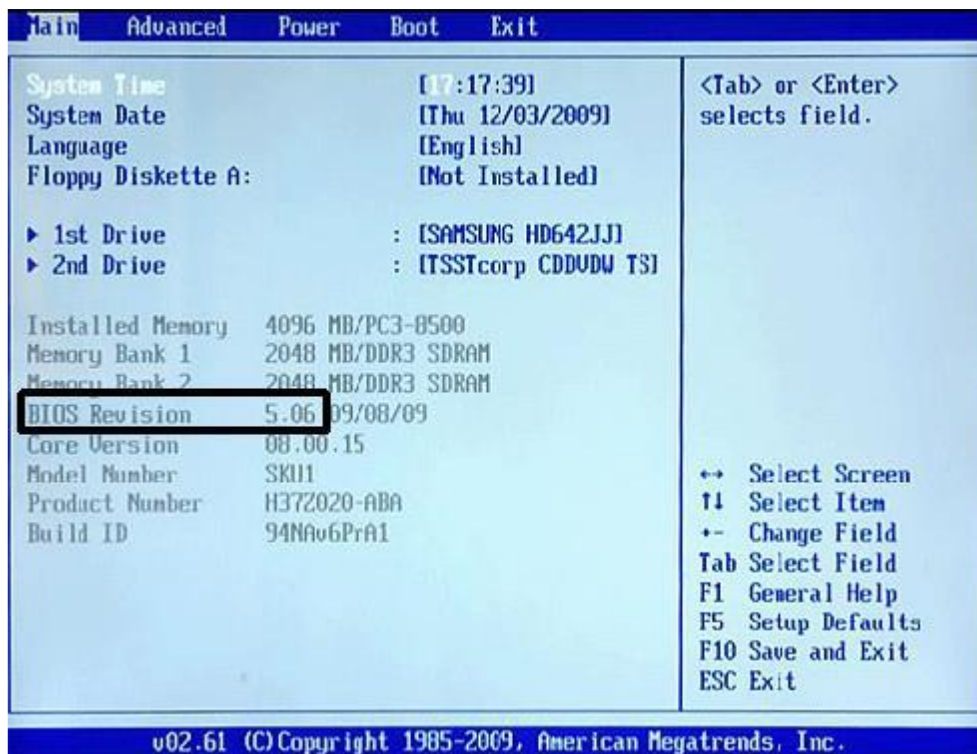 Main Advanced Power Boot Exit
System Time [17:17:39]
System Date [Thu 12/03/2009]
Language [English]
Floppy Diskette A: [Not Installed]
▶ 1st Drive : [SAMSUNG HD642JJ]
▶ 2nd Drive : [TSSTcorp CDDVDW TS]
Installed Memory 4096 MB/PC3-8500
Memory Bank 1 2048 MB/DDR3 SDRAM
Memory Bank 2 2048 MB/DDR3 SDRAM
BIOS Revision 5.06 09/08/09
Core Version 08.00.15
Model Number SKU1
Product Number H37Z020-ABA
Build ID 94NAv6PrA1
<Tab> or <Enter>
selects field.
↔ Select Screen
↑↓ Select Item
+- Change Field
Tab Select Field
F1 General Help
F5 Setup Defaults
F10 Save and Exit
ESC Exit
v02.61 (C)Copyright 1985-2009, American Megatrends, Inc.